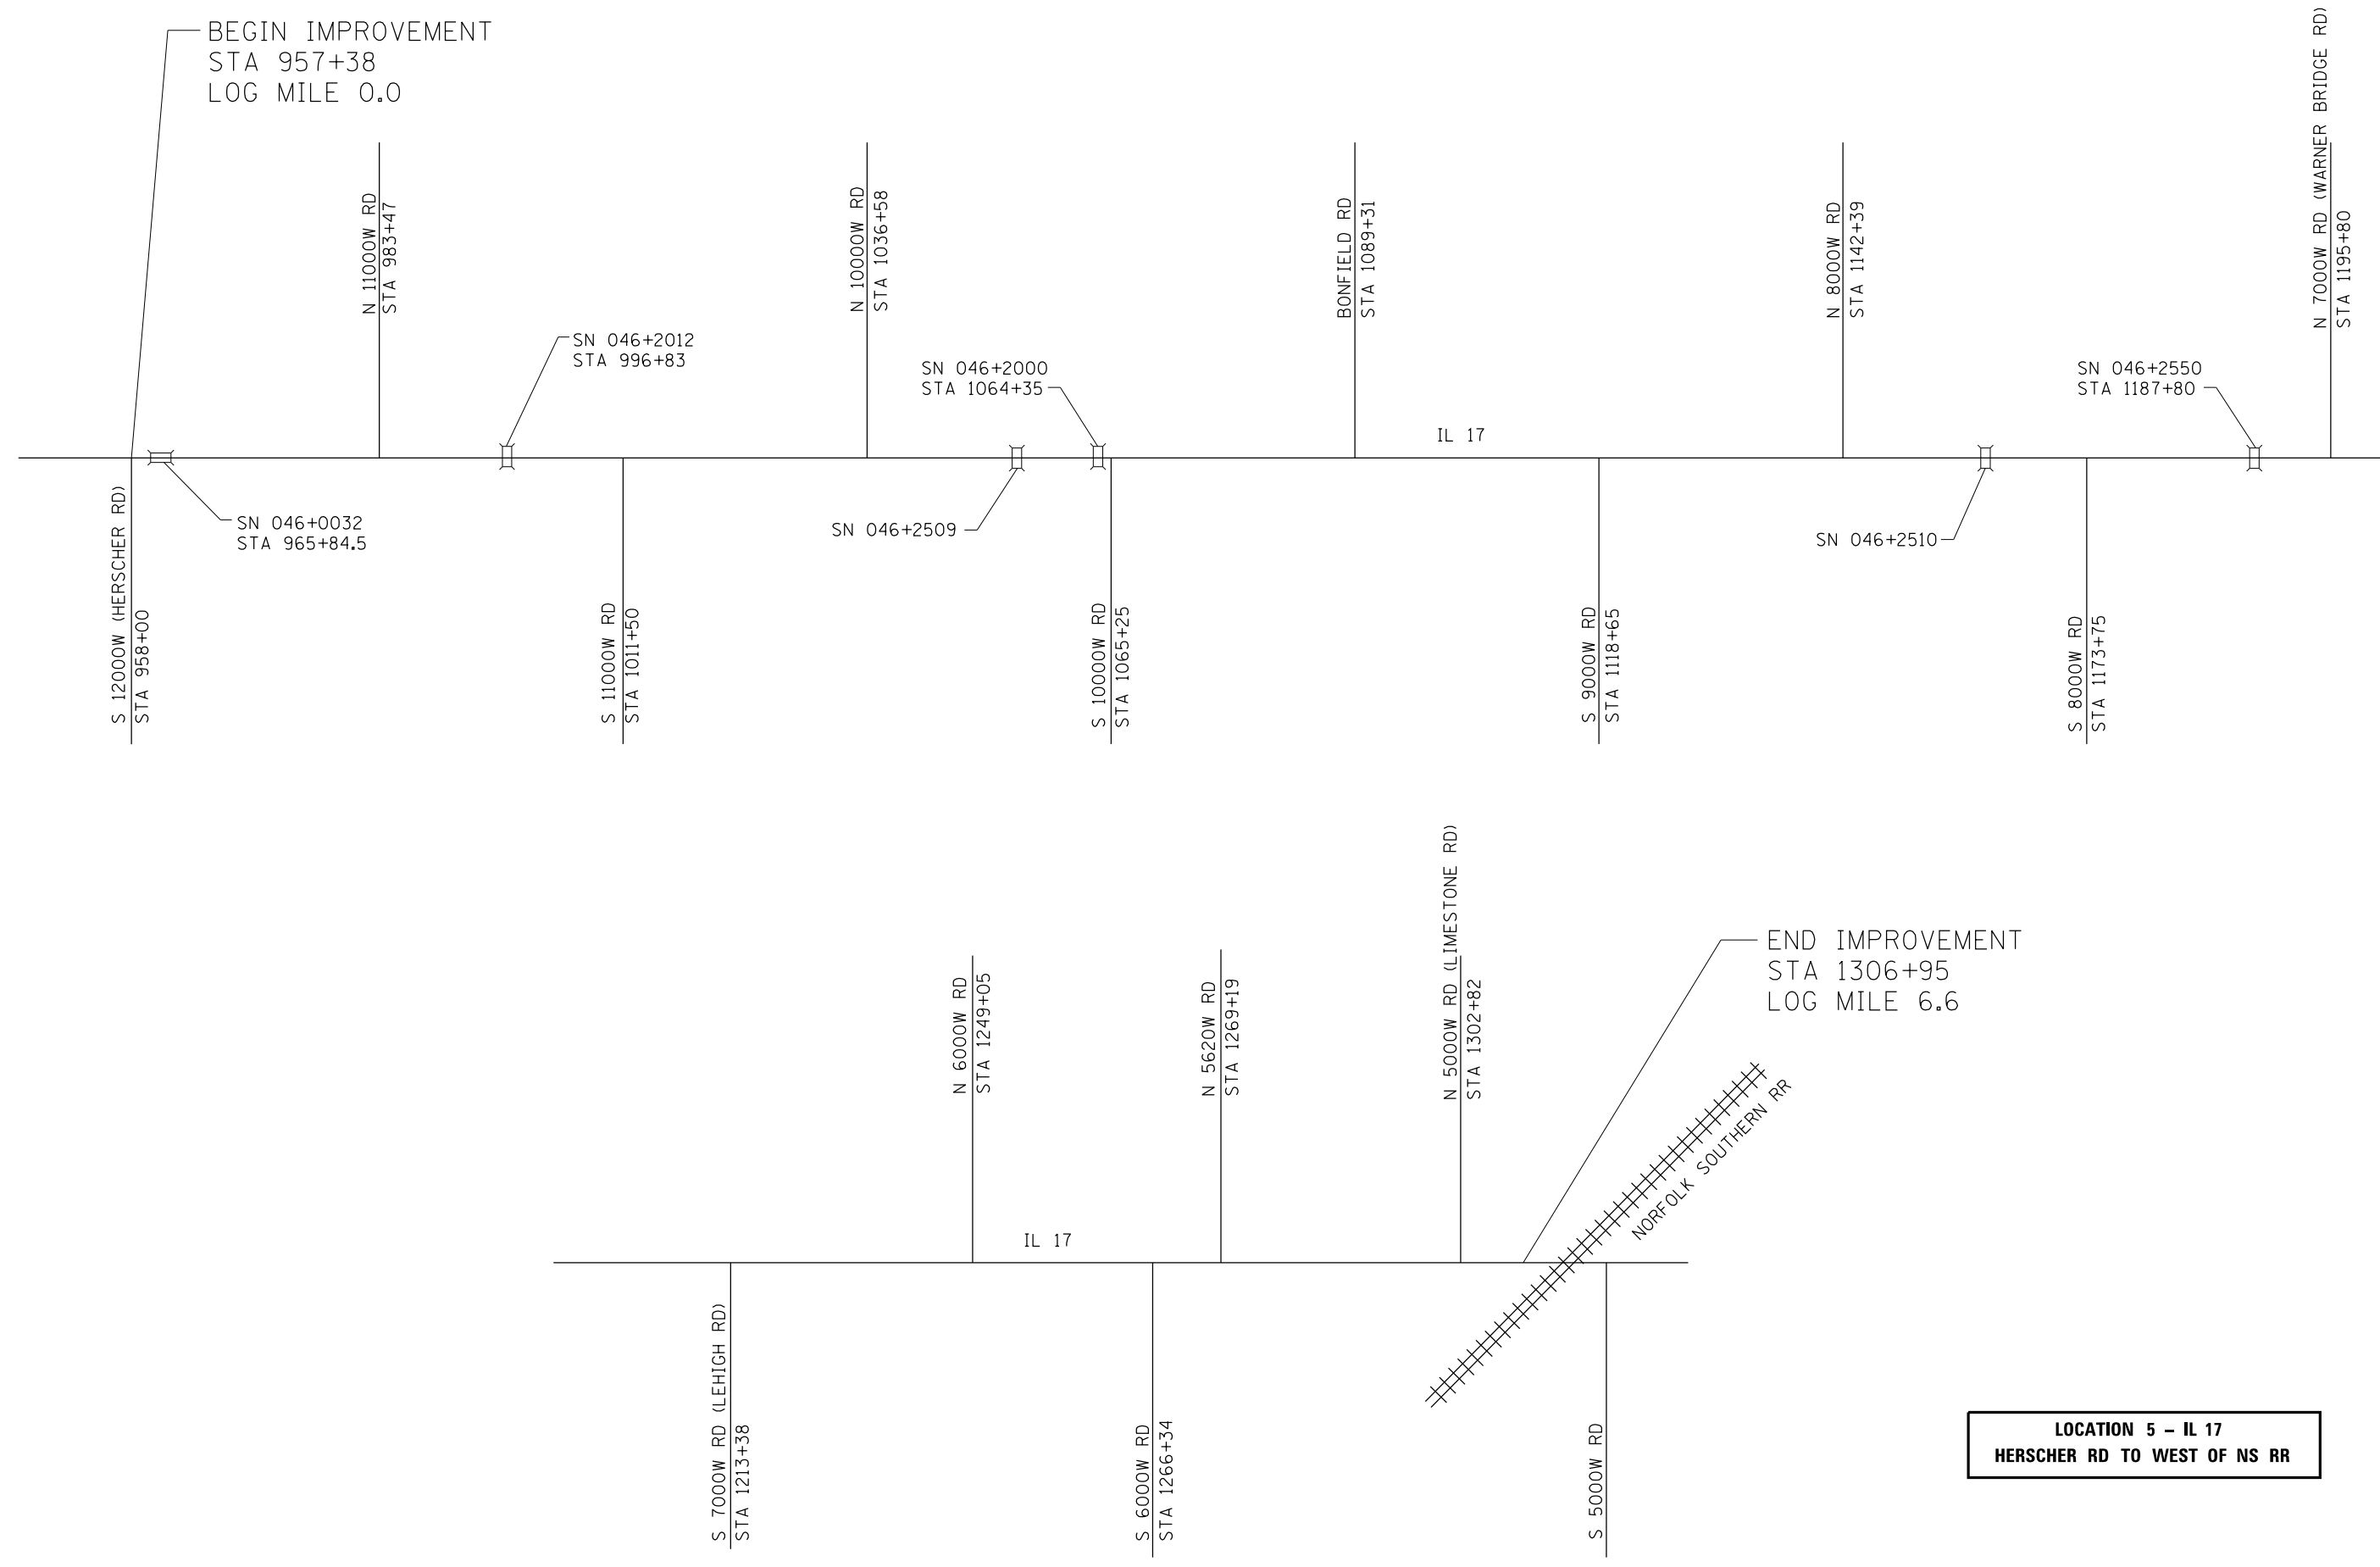 BEGIN IMPROVEMENT
STA 957+38
LOG MILE 0.0
N 11000W RD
STA 983+47
N 10000W RD
STA 1036+58
BONFIELD RD
STA 1089+31
N 8000W RD
STA 1142+39
N 7000W RD (WARNER BRIDGE RD)
STA 1195+80
SN 046+2012
STA 996+83
SN 046+2000
STA 1064+35
SN 046+2550
STA 1187+80
IL 17
SN 046+0032
STA 965+84.5
SN 046+2509
SN 046+2510
S 12000W (HERSCHER RD)
STA 958+00
S 11000W RD
STA 1011+50
S 10000W RD
STA 1065+25
S 9000W RD
STA 1118+65
S 8000W RD
STA 1173+75
N 6000W RD
STA 1249+05
N 5620W RD
STA 1269+19
N 5000W RD (LIMESTONE RD)
STA 1302+82
END IMPROVEMENT
STA 1306+95
LOG MILE 6.6
NORFOLK SOUTHERN RR
IL 17
S 7000W RD (LEHIGH RD)
STA 1213+38
S 6000W RD
STA 1266+34
S 5000W RD
LOCATION 5 – IL 17
HERSCHER RD TO WEST OF NS RR